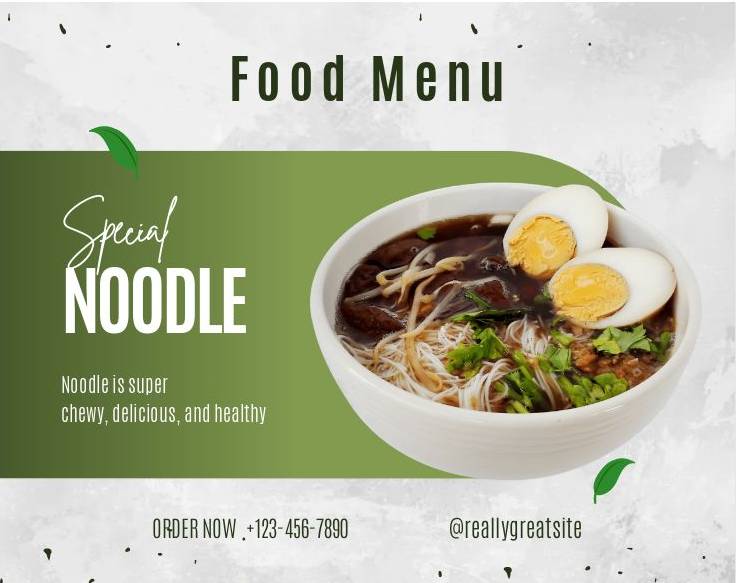 Food Menu
Special
NOODLE
Noodle is super
chewy, delicious, and healthy
ORDER NOW .+123-456-7890
@reallygreatsite